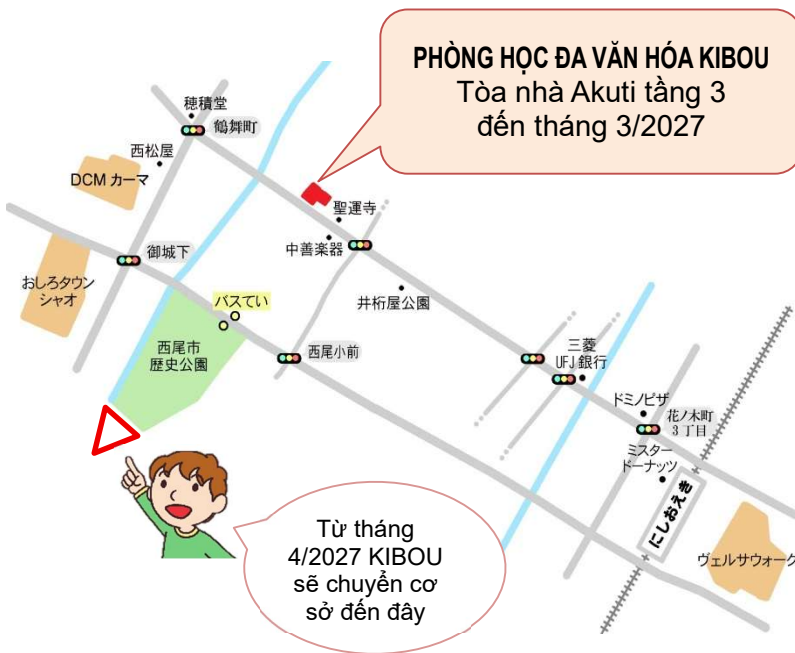 PHÒNG HỌC ĐA VĂN HÓA KIBOU
Tòa nhà Akuti tầng 3
đến tháng 3/2027
穂積堂
鶴舞町
西松屋
DCM カーマ
聖運寺
御城下
中善楽器
おしろタウン
シャオ
バスてい
井桁屋公園
西尾市
歴史公園
西尾小前
三菱
UFJ 銀行
ドミノピザ
花ノ木町
3丁目
ミスター
ドーナッツ
にしおえき
ヴェルサウォーク
Từ tháng
4/2027 KIBOU
sẽ chuyển cơ
sở đến đây